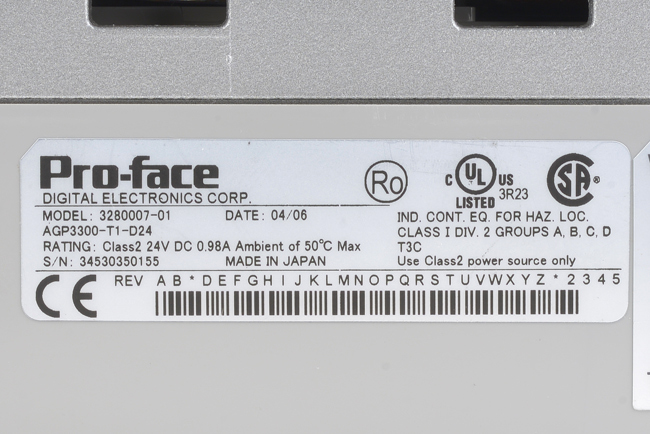 Pro-face
DIGITAL ELECTRONICS CORP.
MODEL: 3280007-01 DATE: 04/06
AGP3300-T1-D24
RATING: Class2 24V DC 0.98A Ambient of 50°C Max
S/N: 34530350155 MADE IN JAPAN
Ro
C UL US
LISTED 3R23
SA ®
IND. CONT. EQ. FOR HAZ. LOC.
CLASS I DIV. 2 GROUPS A, B, C, D
T3C
Use Class2 power source only
CE
REV A B * D E F G H I J K L M N O P Q R S T U V W X Y Z * 2 3 4 5